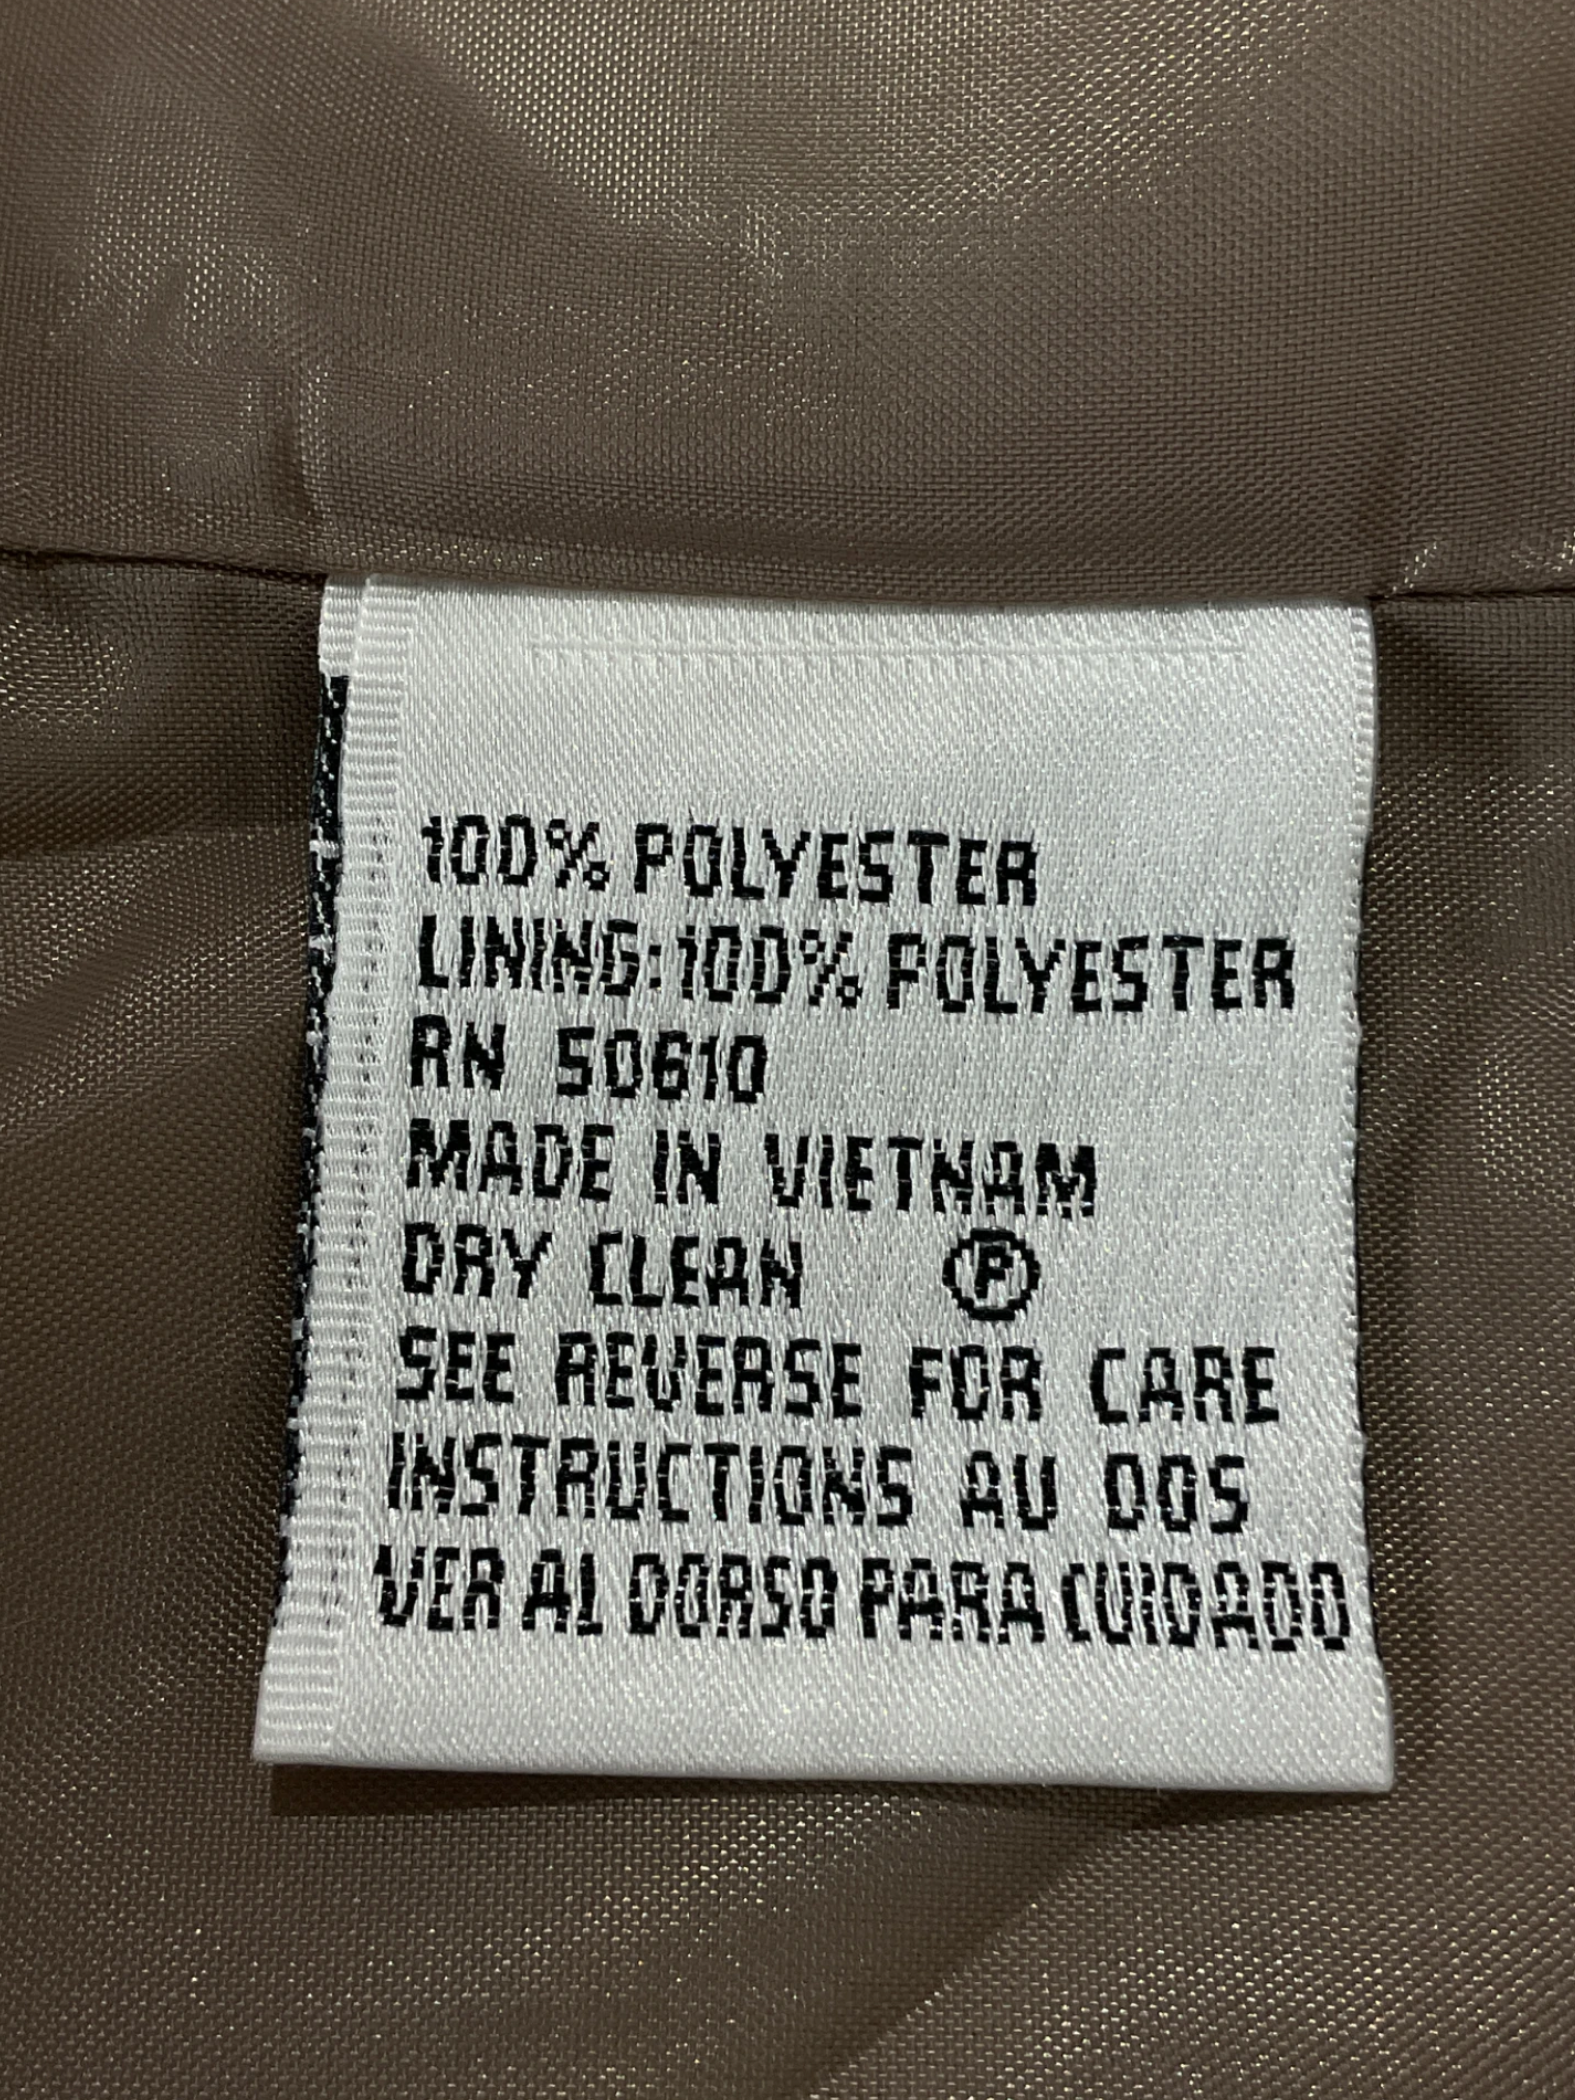 100% POLYESTER
LINING:100% POLYESTER
RN 50610
MADE IN VIETNAM
DRY CLEAN Ⓟ
SEE REVERSE FOR CARE
INSTRUCTIONS AU DOS
VER AL DORSO PARA CUIDADO